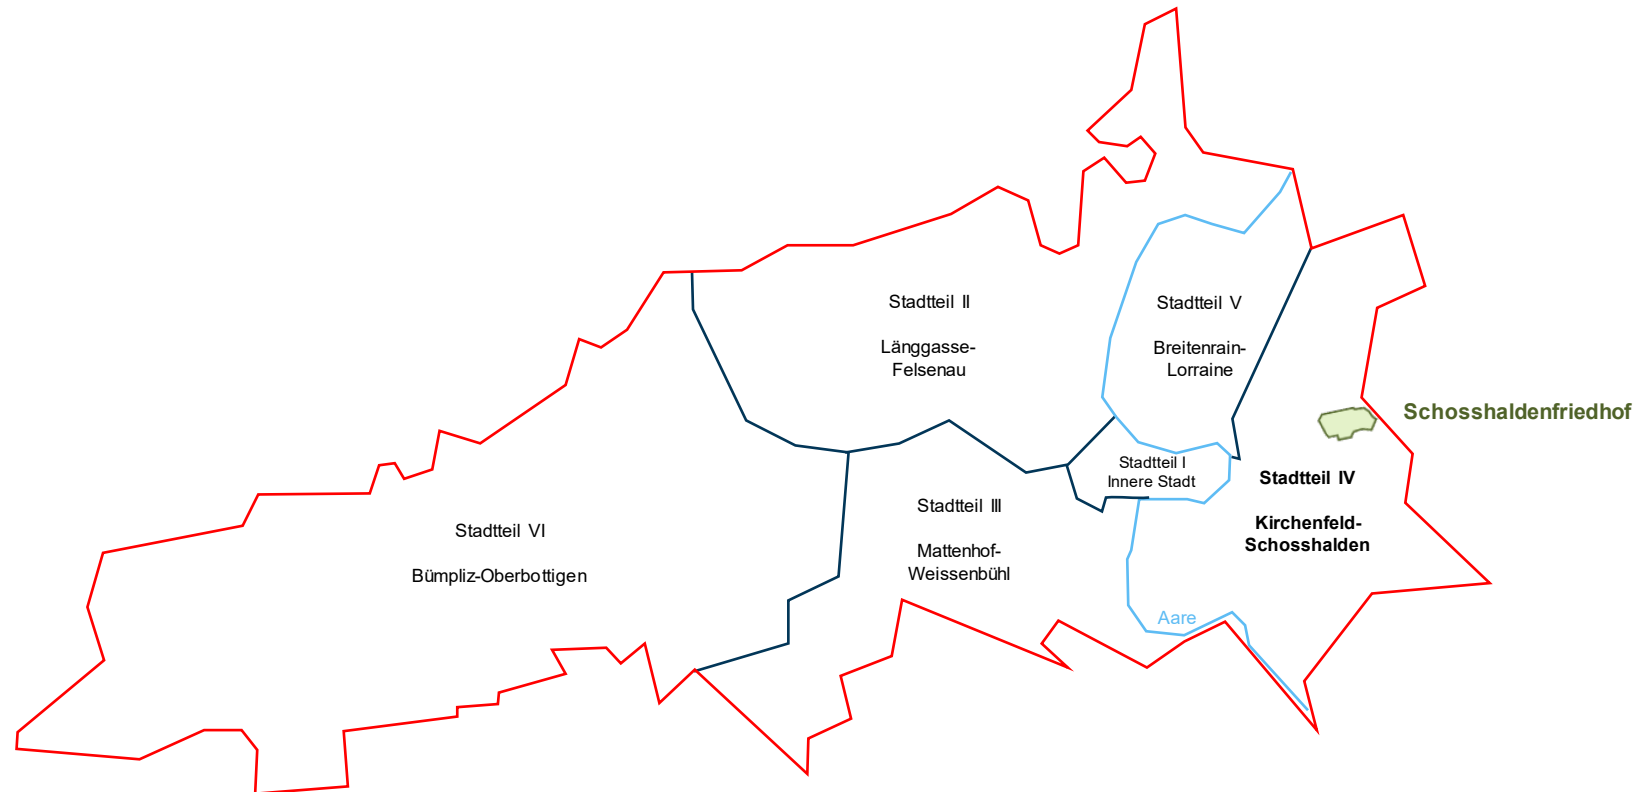 Stadtteil II
Länggasse-
Felsenau
Stadtteil V
Breitenrain-
Lorraine
Schosshaldenfriedhof
Stadtteil I
Innere Stadt
Stadtteil IV
Kirchenfeld-
Schosshalden
Stadtteil III
Mattenhof-
Weissenbühl
Stadtteil VI
Bümpliz-Oberbottigen
Aare